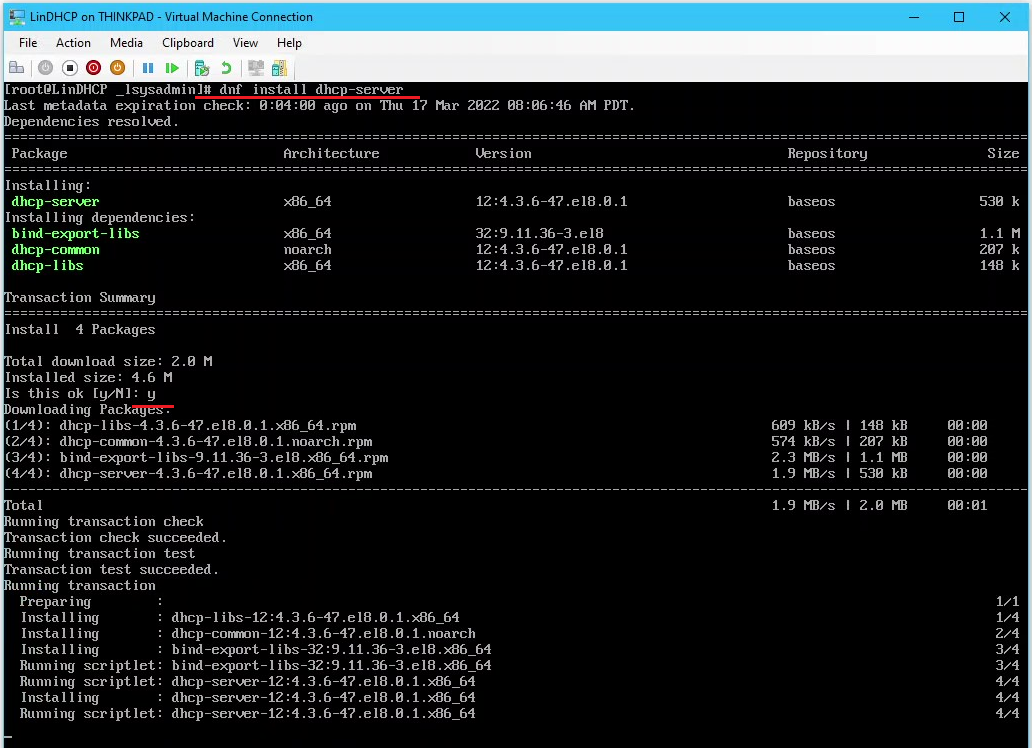 LinDHCP on THINKPAD - Virtual Machine Connection
File Action Media Clipboard View Help
[root@LinDHCP _lsysadmin]# dnf install dhcp-server
Last metadata expiration check: 0:04:00 ago on Thu 17 Mar 2022 08:06:46 AM PDT.
Dependencies resolved.
================================================================================================================================
Package Architecture Version Repository Size
================================================================================================================================
Installing:
dhcp-server x86_64 12:4.3.6-47.el8.0.1 baseos 530 k
Installing dependencies:
bind-export-libs x86_64 32:9.11.36-3.el8 baseos 1.1 M
dhcp-common noarch 12:4.3.6-47.el8.0.1 baseos 207 k
dhcp-libs x86_64 12:4.3.6-47.el8.0.1 baseos 148 k
Transaction Summary
================================================================================================================================
Install 4 Packages
Total download size: 2.0 M
Installed size: 4.6 M
Is this ok [y/N]: y
Downloading Packages:
(1/4): dhcp-libs-4.3.6-47.el8.0.1.x86_64.rpm 609 kB/s | 148 kB 00:00
(2/4): dhcp-common-4.3.6-47.el8.0.1.noarch.rpm 574 kB/s | 207 kB 00:00
(3/4): bind-export-libs-9.11.36-3.el8.x86_64.rpm 2.3 MB/s | 1.1 MB 00:00
(4/4): dhcp-server-4.3.6-47.el8.0.1.x86_64.rpm 1.9 MB/s | 530 kB 00:00
--------------------------------------------------------------------------------------------------------------------------------
Total 1.9 MB/s | 2.0 MB 00:01
Running transaction check
Transaction check succeeded.
Running transaction test
Transaction test succeeded.
Running transaction
Preparing : 1/1
Installing : dhcp-libs-12:4.3.6-47.el8.0.1.x86_64 1/4
Installing : dhcp-common-12:4.3.6-47.el8.0.1.noarch 2/4
Installing : bind-export-libs-32:9.11.36-3.el8.x86_64 3/4
Running scriptlet: bind-export-libs-32:9.11.36-3.el8.x86_64 3/4
Running scriptlet: dhcp-server-12:4.3.6-47.el8.0.1.x86_64 4/4
Installing : dhcp-server-12:4.3.6-47.el8.0.1.x86_64 4/4
Running scriptlet: dhcp-server-12:4.3.6-47.el8.0.1.x86_64 4/4